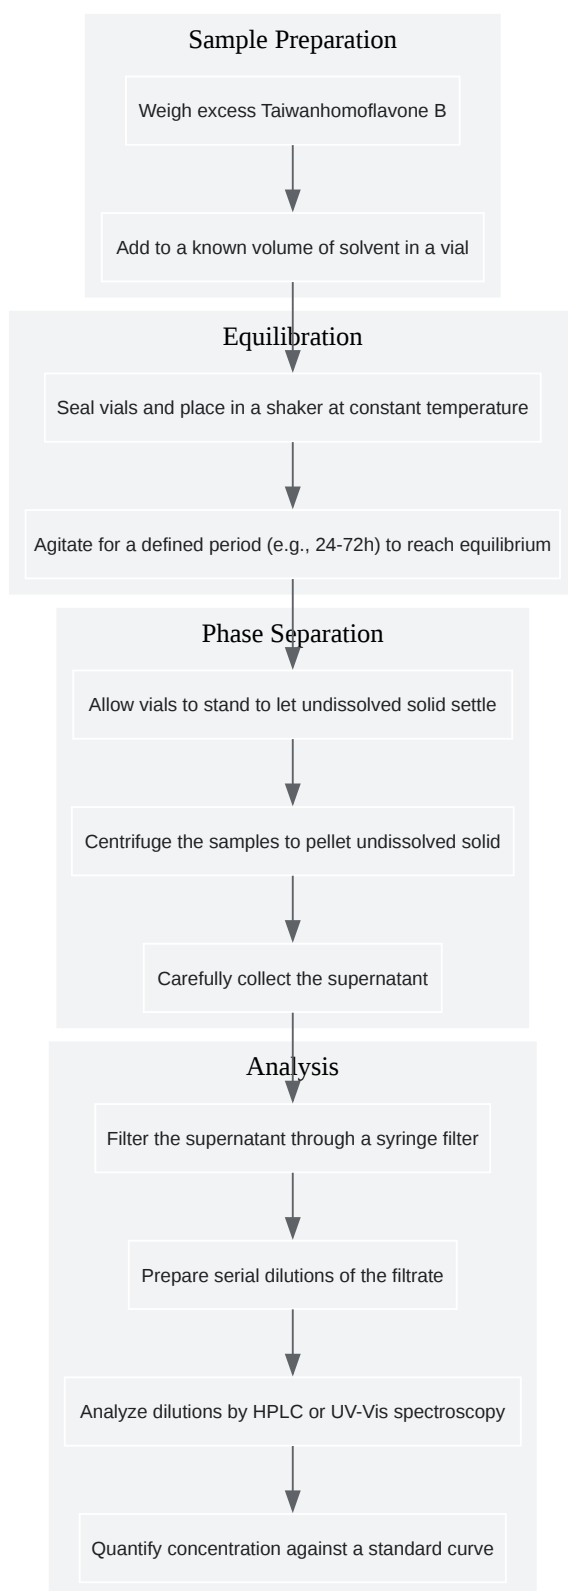 Sample Preparation
Weigh excess Taiwanhomoflavone B
Add to a known volume of solvent in a vial
Equilibration
Seal vials and place in a shaker at constant temperature
Agitate for a defined period (e.g., 24-72h) to reach equilibrium
Phase Separation
Allow vials to stand to let undissolved solid settle
Centrifuge the samples to pellet undissolved solid
Carefully collect the supernatant
Analysis
Filter the supernatant through a syringe filter
Prepare serial dilutions of the filtrate
Analyze dilutions by HPLC or UV-Vis spectroscopy
Quantify concentration against a standard curve